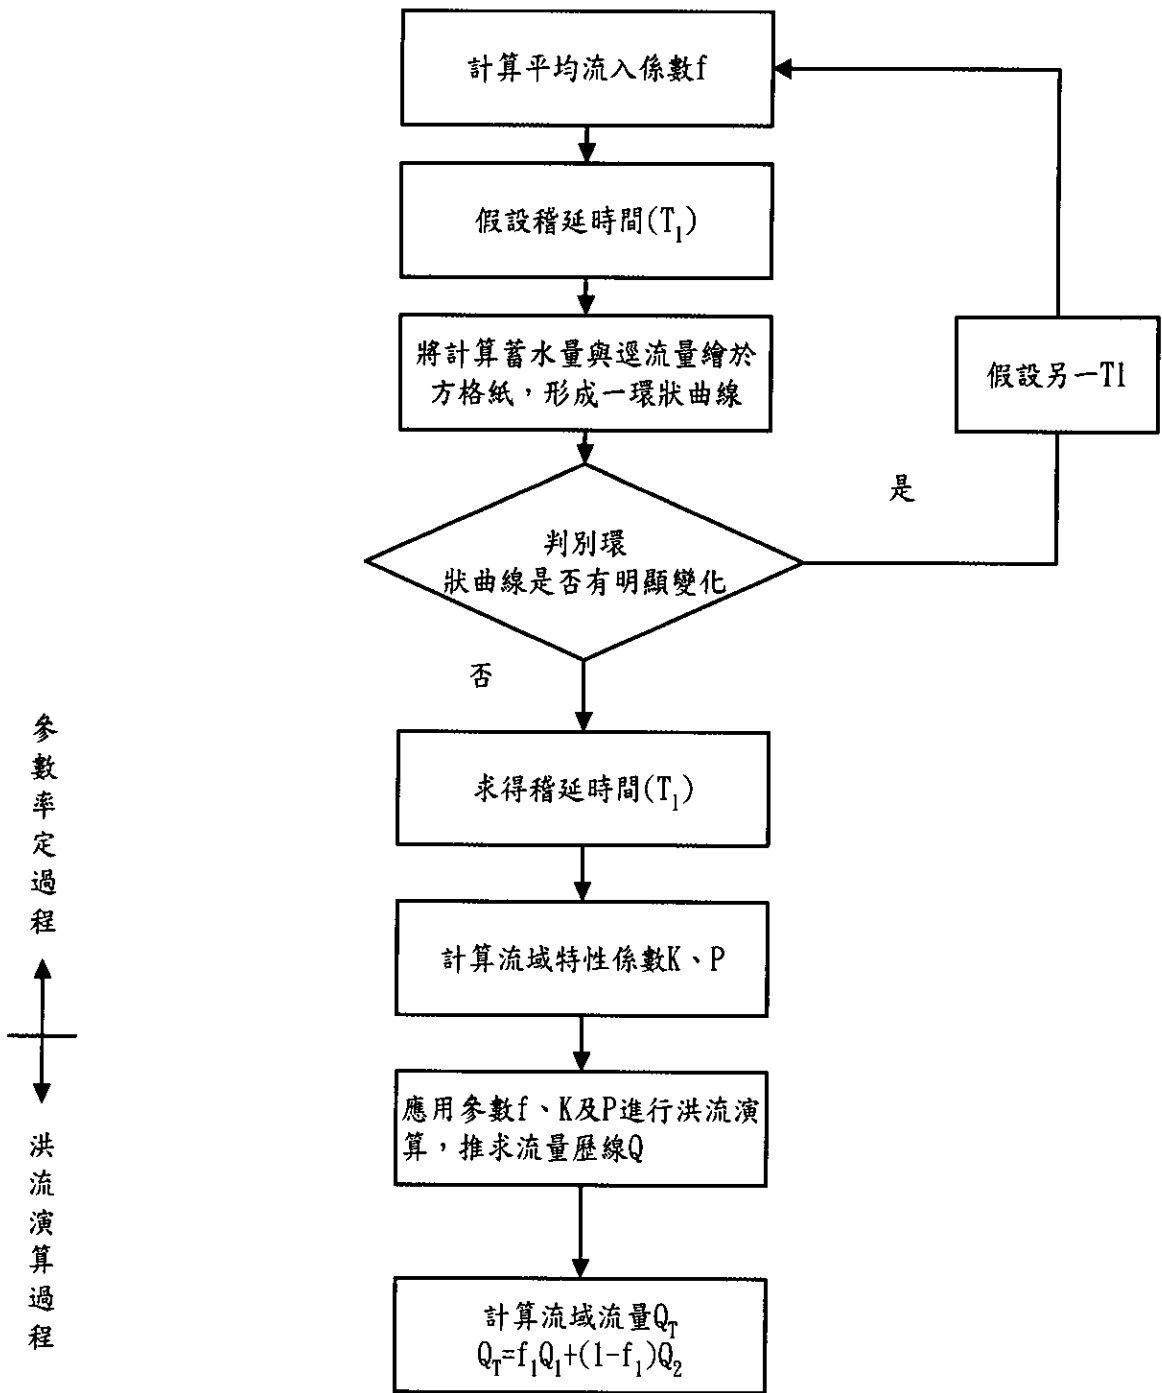 計算平均流入係數f
假設稽延時間(T₁)
將計算蓄水量與逕流量繪於
方格紙，形成一環狀曲線
假設另一T1
是
判別環
狀曲線是否有明顯變化
否
求得稽延時間(T₁)
計算流域特性係數K、P
應用參數f、K及P進行洪流演
算，推求流量歷線Q
計算流域流量Q_T
Q_T=f₁Q₁+(1-f₁)Q₂
參數率定過程
洪流演算過程